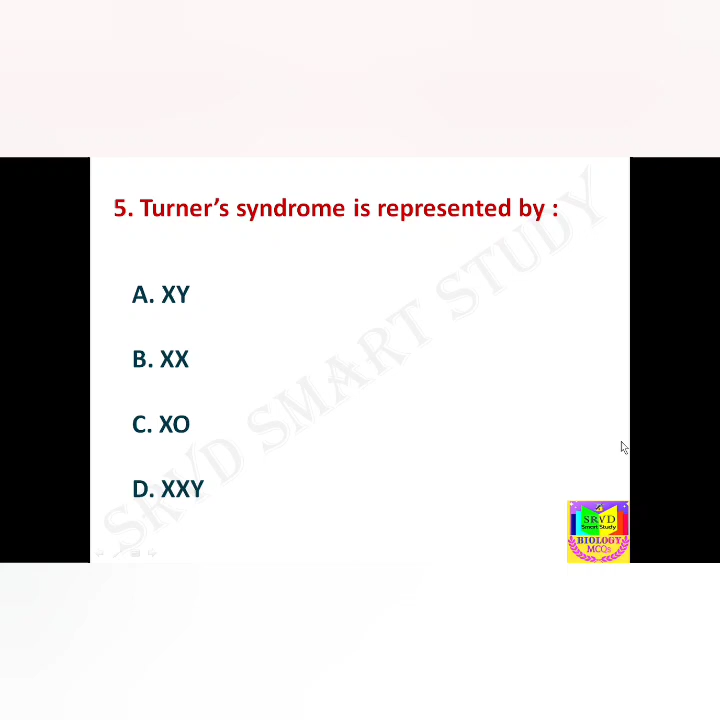 5. Turner's syndrome is represented by :
A. XY
B. XX
C. XO
D. XXY
SRVD SMART STUDY
SRVD
Smart Study
BIOLOGY
MCQs